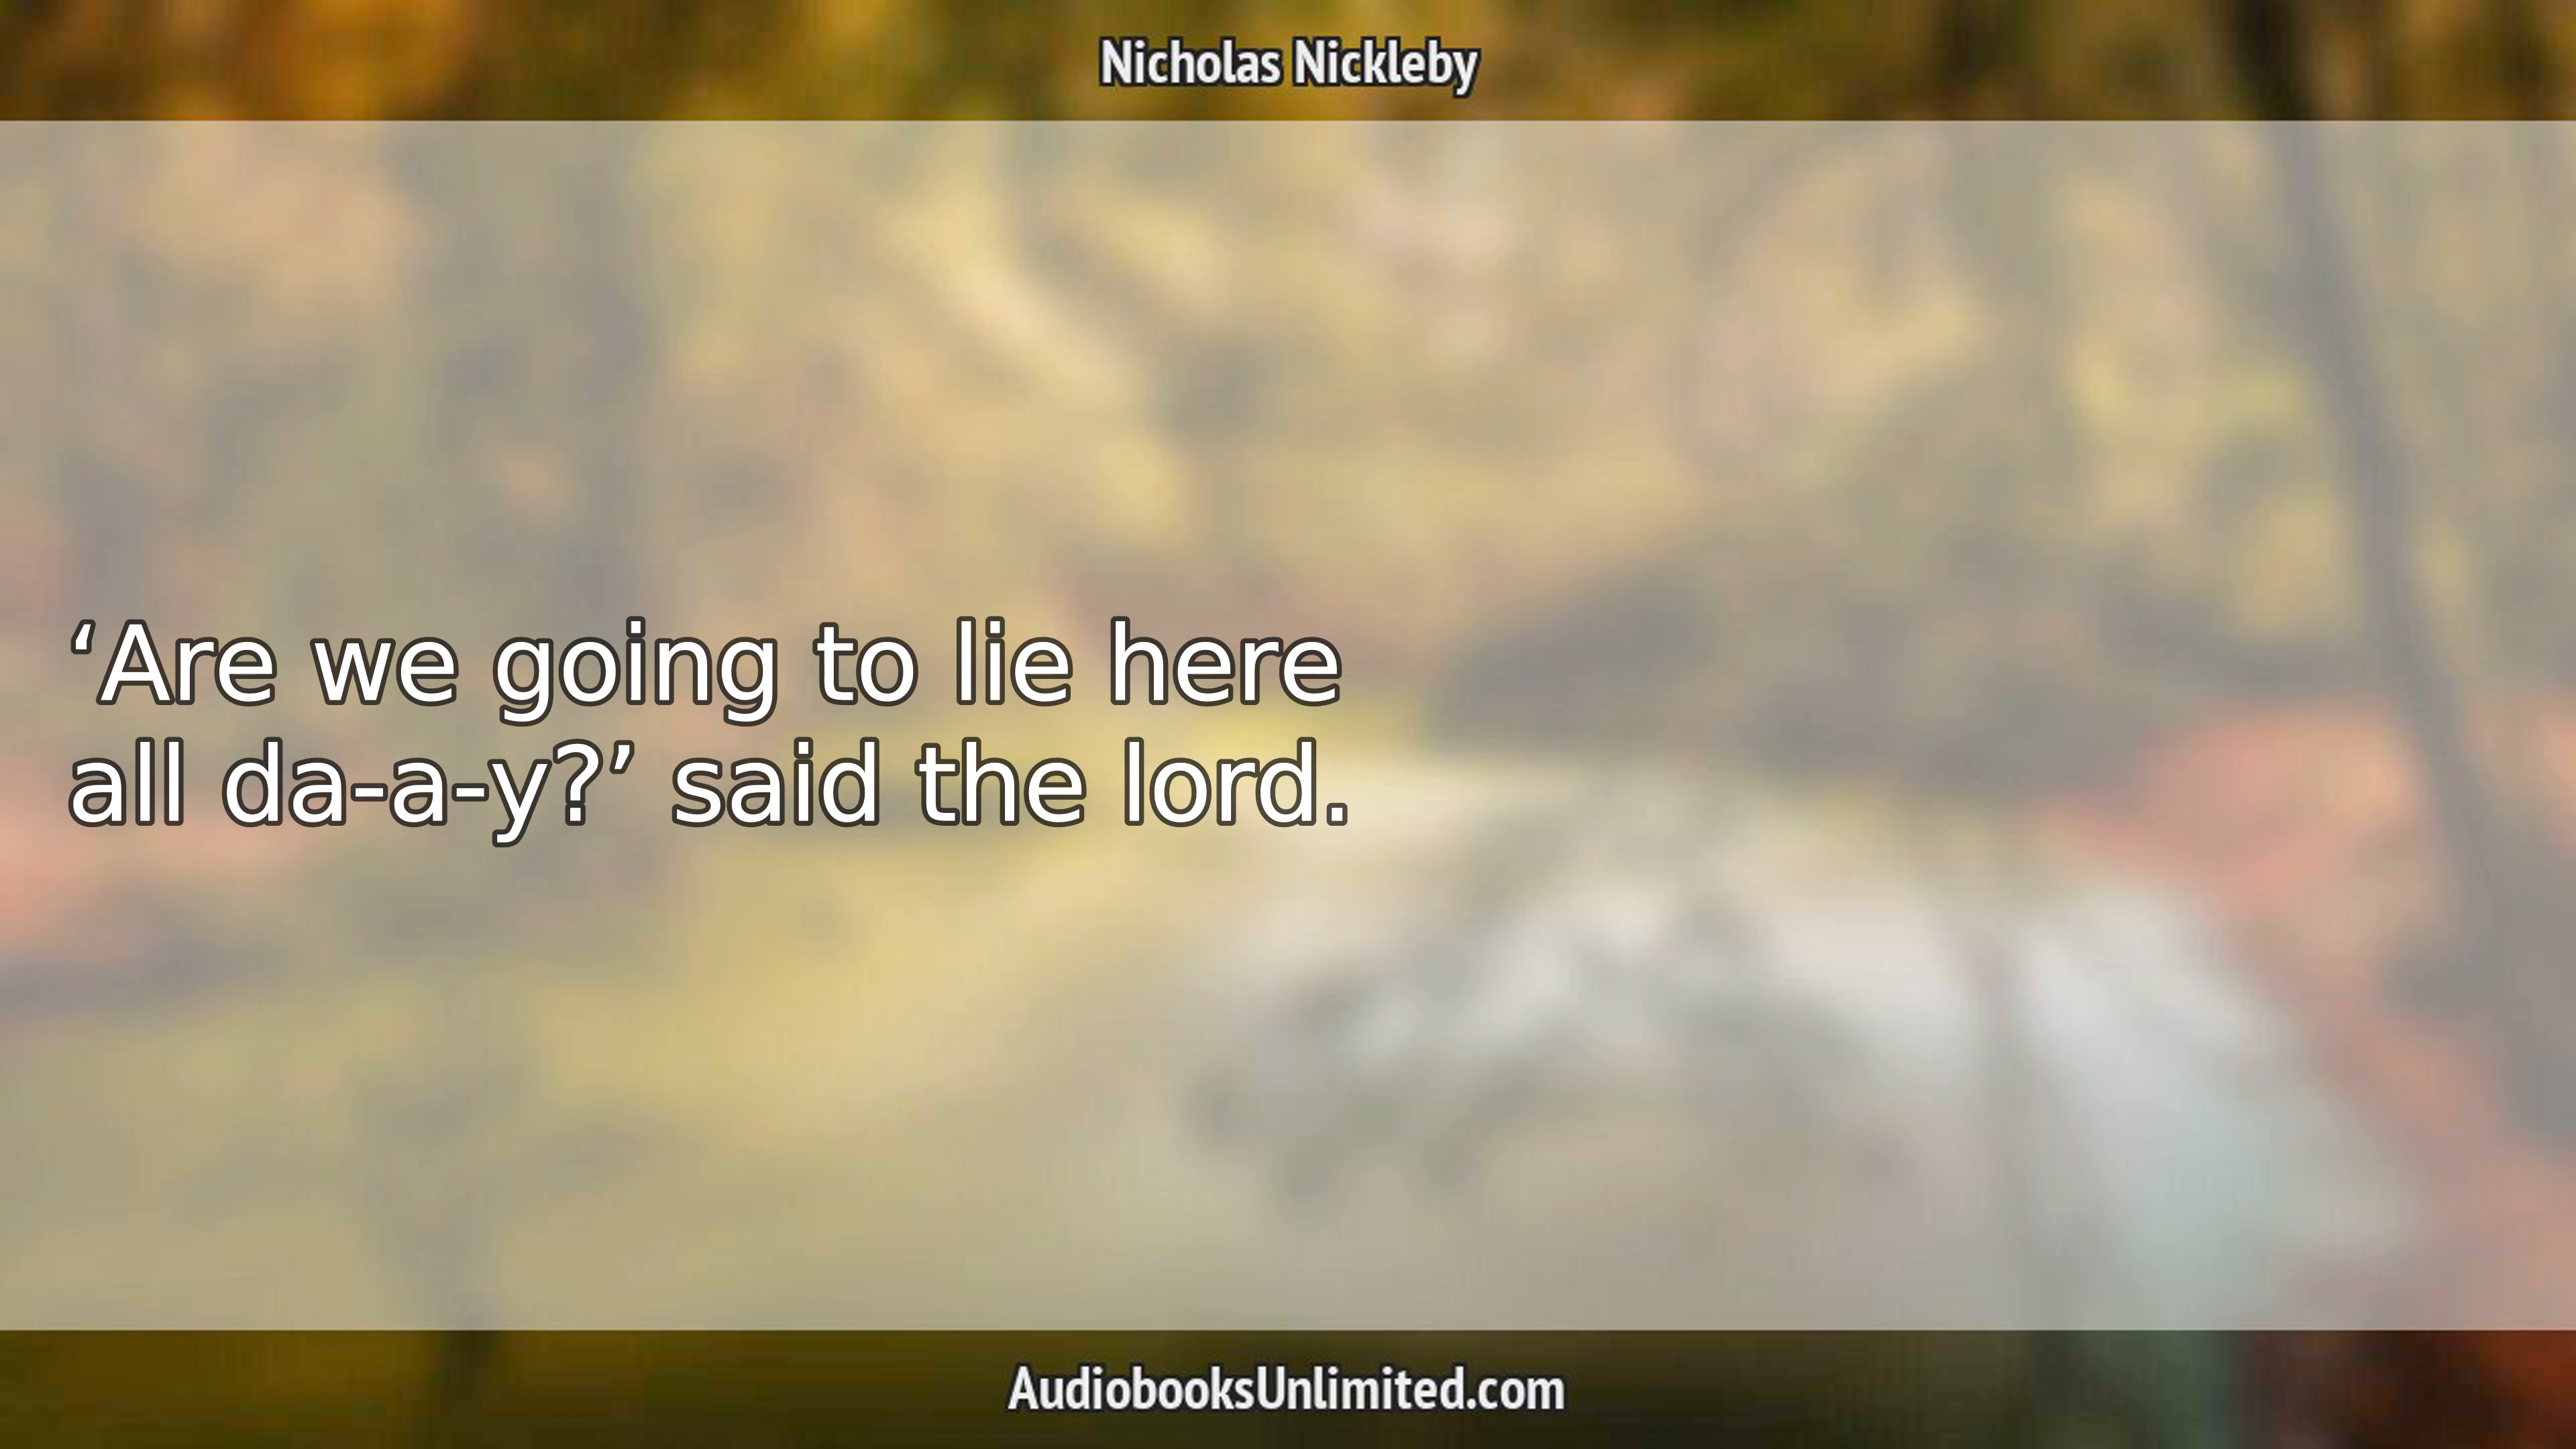 Nicholas Nickleby
‘Are we going to lie here
all da-a-y?’ said the lord.
AudiobooksUnlimited.com